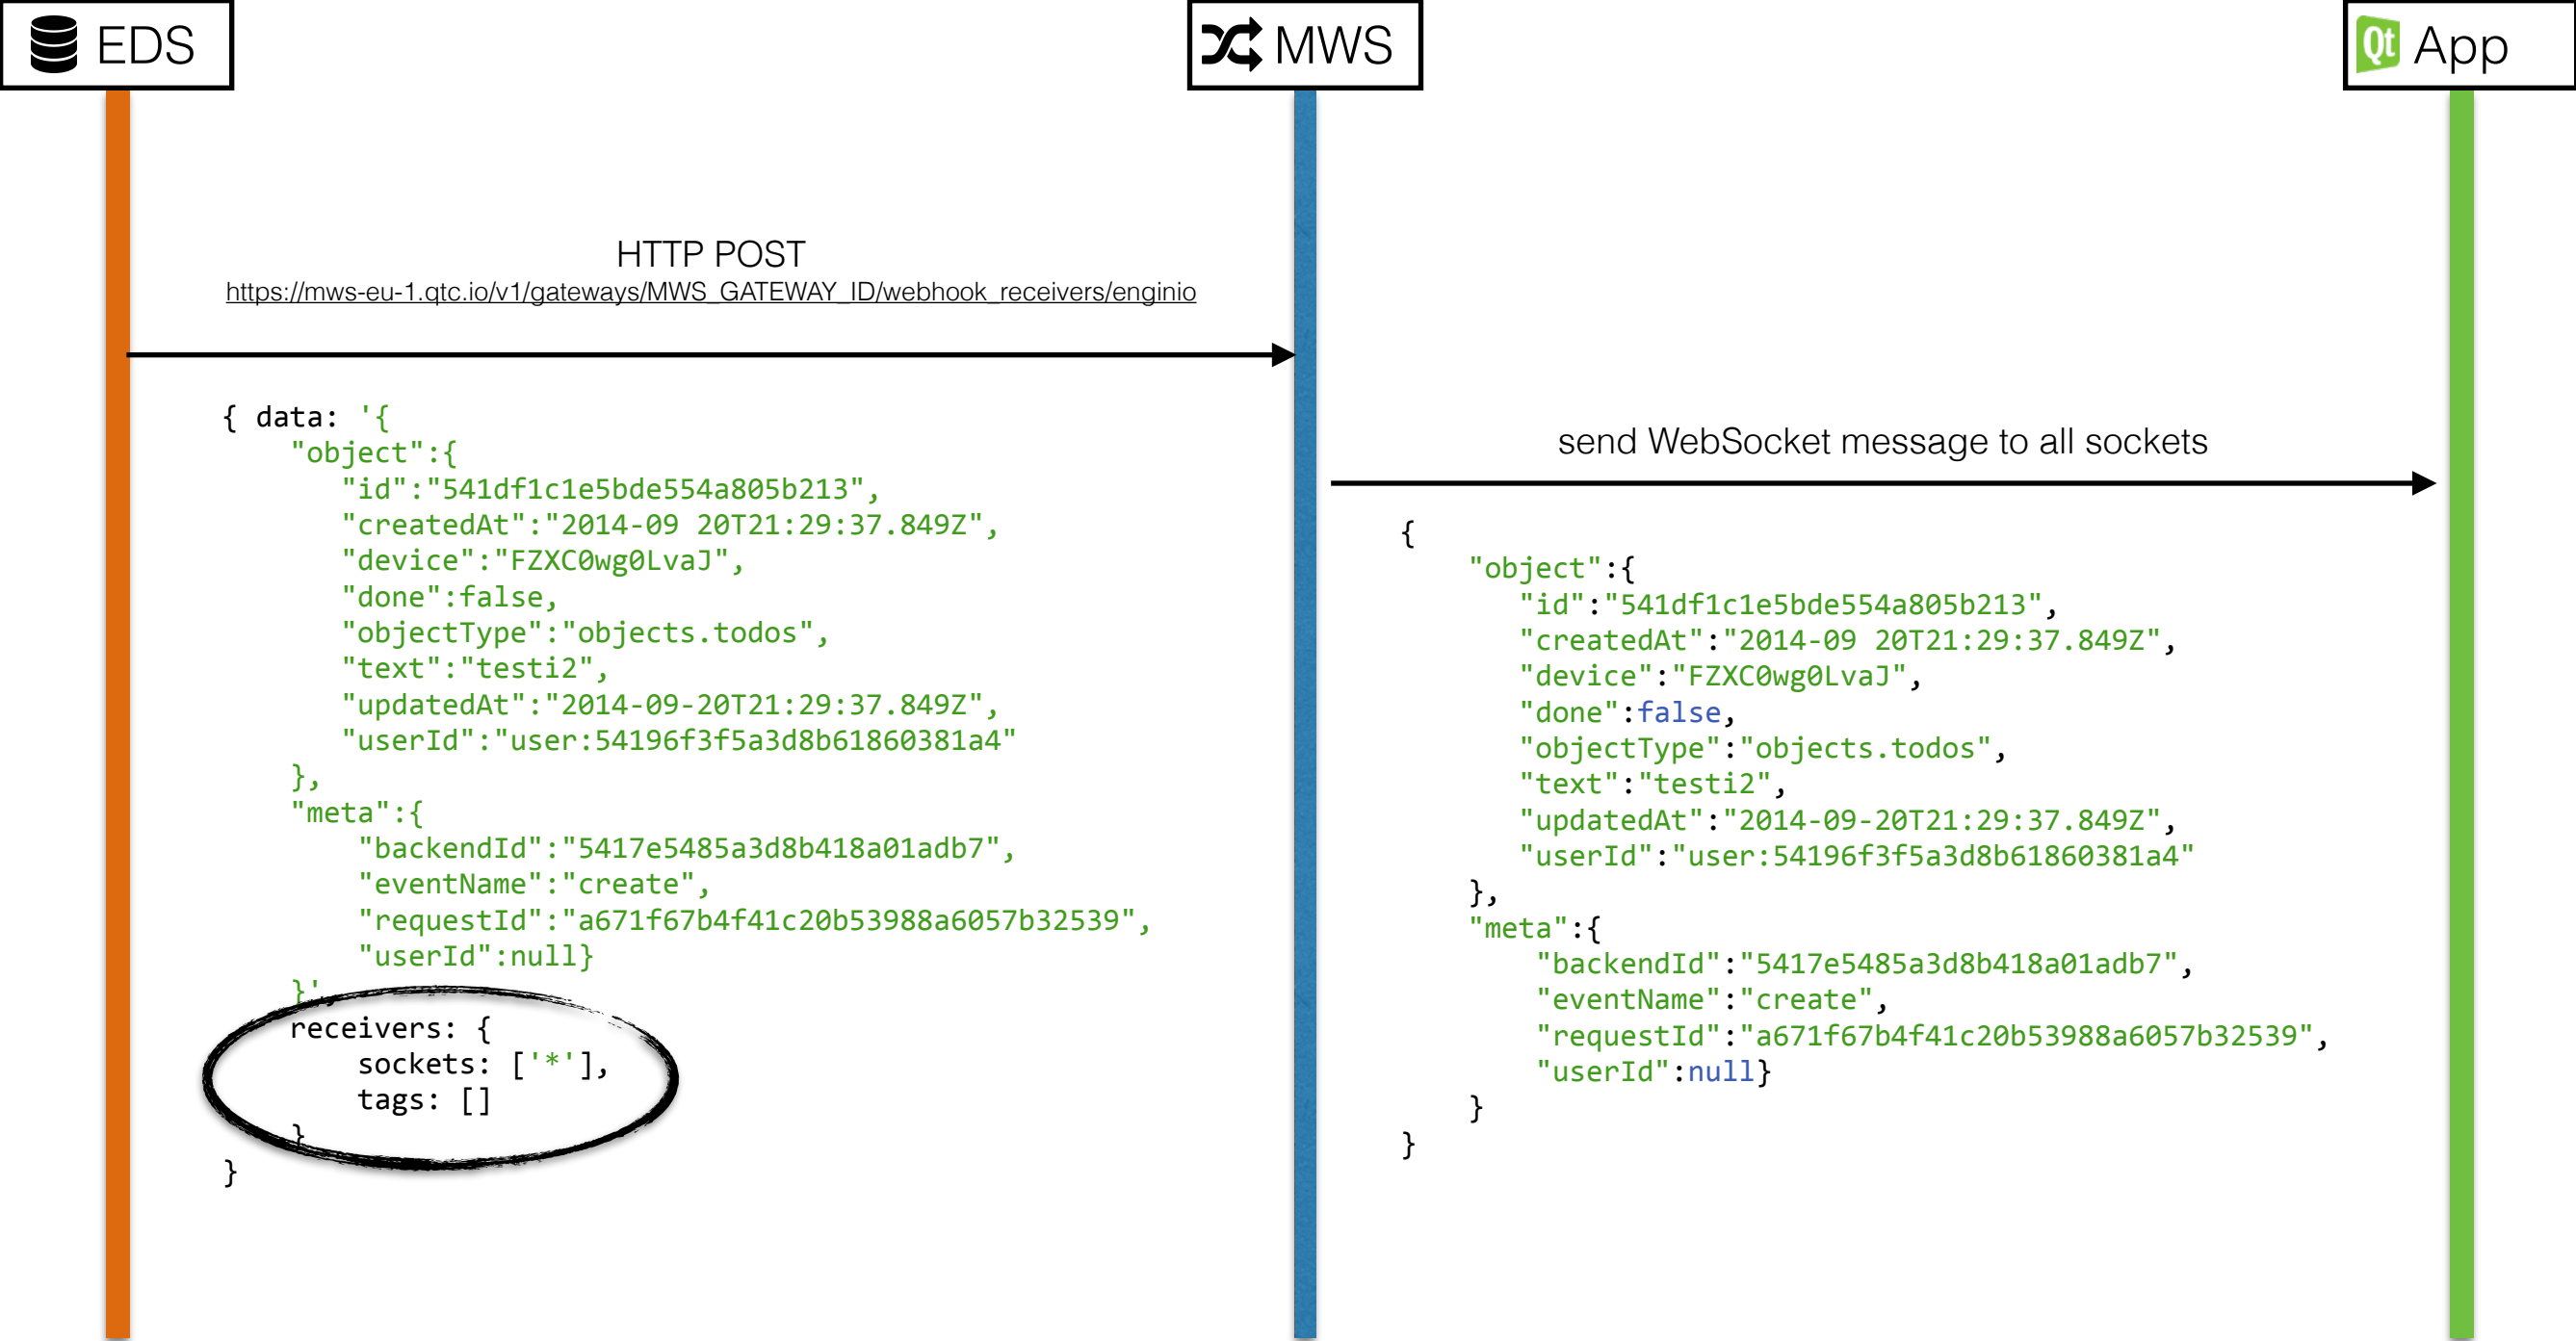 EDS
MWS
Qt App
HTTP POST
https://mws-eu-1.qtc.io/v1/gateways/MWS_GATEWAY_ID/webhook_receivers/enginio
{ data: '{
"object":{
"id":"541df1c1e5bde554a805b213",
"createdAt":"2014-09 20T21:29:37.849Z",
"device":"FZXC0wg0LvaJ",
"done":false,
"objectType":"objects.todos",
"text":"testi2",
"updatedAt":"2014-09-20T21:29:37.849Z",
"userId":"user:54196f3f5a3d8b61860381a4"
},
"meta":{
"backendId":"5417e5485a3d8b418a01adb7",
"eventName":"create",
"requestId":"a671f67b4f41c20b53988a6057b32539",
"userId":null}
}',
receivers: {
sockets: ['*'],
tags: []
}
}
send WebSocket message to all sockets
{
"object":{
"id":"541df1c1e5bde554a805b213",
"createdAt":"2014-09 20T21:29:37.849Z",
"device":"FZXC0wg0LvaJ",
"done":false,
"objectType":"objects.todos",
"text":"testi2",
"updatedAt":"2014-09-20T21:29:37.849Z",
"userId":"user:54196f3f5a3d8b61860381a4"
},
"meta":{
"backendId":"5417e5485a3d8b418a01adb7",
"eventName":"create",
"requestId":"a671f67b4f41c20b53988a6057b32539",
"userId":null}
}
}